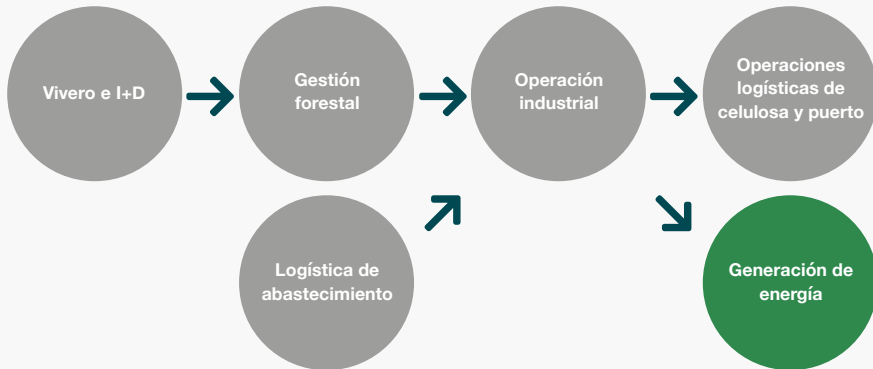 Vivero e I+D
Gestión
forestal
Operación
industrial
Operaciones
logísticas de
celulosa y puerto
Logística de
abastecimiento
Generación de
energía